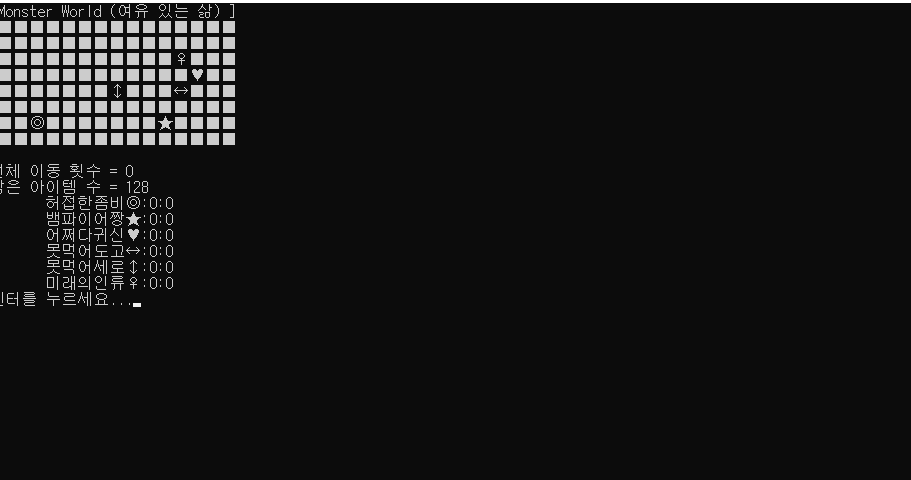 Monster World (여유 있는 삶) ]
체 이동 횟수 = 0
은 아이템 수 = 128
허접한좀비◎:0:0
뱀파이어짱★:0:0
어쩌다귀신♥:0:0
못먹어도고↔:0:0
못먹어세로↕:0:0
미래의인류♀:0:0
터를 누르세요...